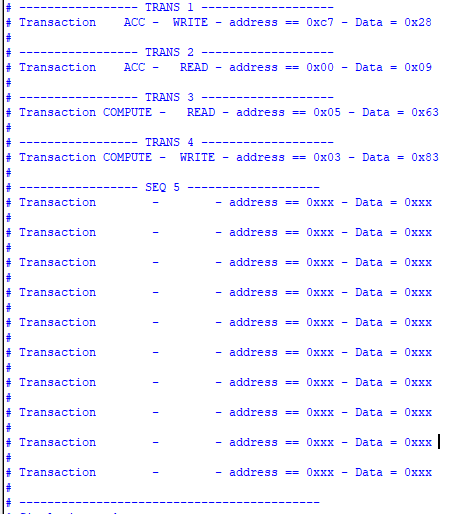 # ----------------- TRANS 1 -------------------
# Transaction    ACC -  WRITE - address == 0xc7 - Data = 0x28
#
# ----------------- TRANS 2 -------------------
# Transaction    ACC -   READ - address == 0x00 - Data = 0x09
#
# ----------------- TRANS 3 -------------------
# Transaction COMPUTE -   READ - address == 0x05 - Data = 0x63
#
# ----------------- TRANS 4 -------------------
# Transaction COMPUTE -  WRITE - address == 0x03 - Data = 0x83
#
# ----------------- SEQ 5 -------------------
# Transaction        -        - address == 0xxx - Data = 0xxx
#
# Transaction        -        - address == 0xxx - Data = 0xxx
#
# Transaction        -        - address == 0xxx - Data = 0xxx
#
# Transaction        -        - address == 0xxx - Data = 0xxx
#
# Transaction        -        - address == 0xxx - Data = 0xxx
#
# Transaction        -        - address == 0xxx - Data = 0xxx
#
# Transaction        -        - address == 0xxx - Data = 0xxx
#
# Transaction        -        - address == 0xxx - Data = 0xxx
#
# Transaction        -        - address == 0xxx - Data = 0xxx
#
# Transaction        -        - address == 0xxx - Data = 0xxx
#
# -------------------------------------------